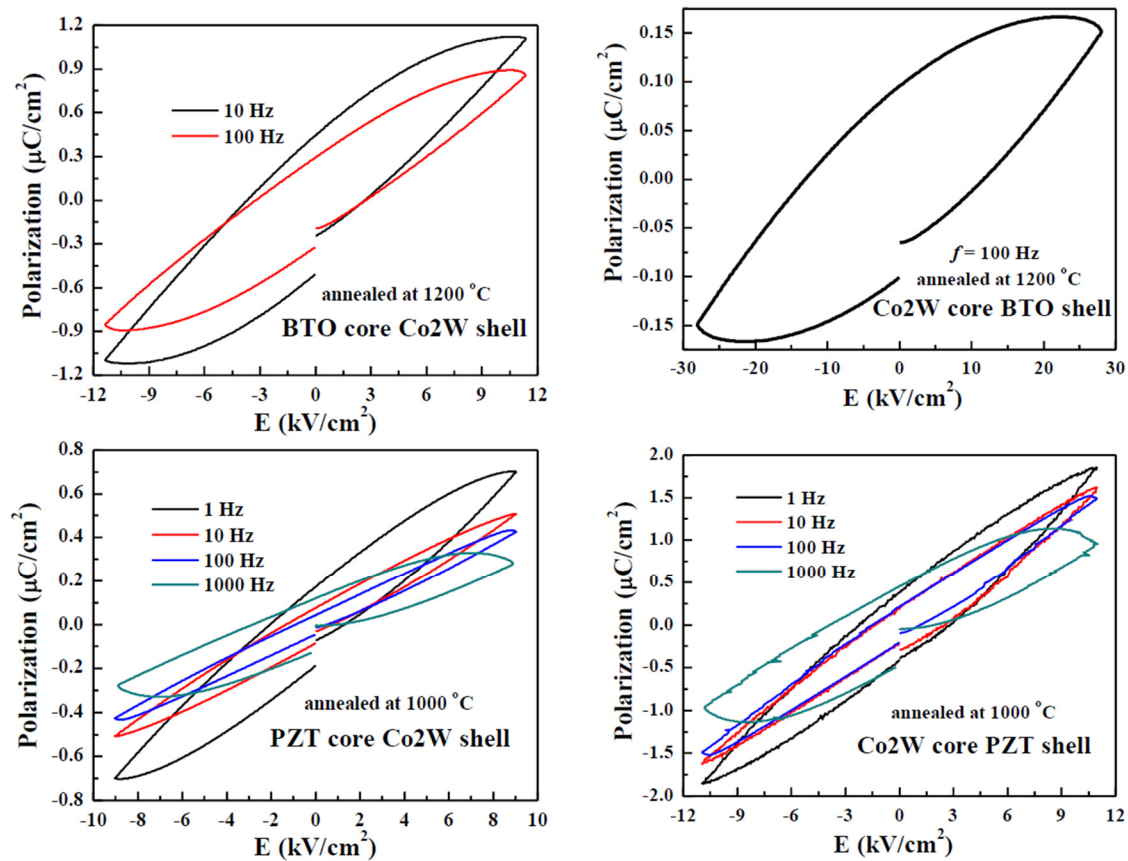 1.2
0.9
0.6
0.3
0.0
-0.3
-0.6
-0.9
-1.2
Polarization (μC/cm²)
10 Hz
100 Hz
annealed at 1200 °C
BTO core Co2W shell
-12 -9 -6 -3 0 3 6 9 12
E (kV/cm²)
0.15
0.10
0.05
0.00
-0.05
-0.10
-0.15
Polarization (μC/cm²)
f = 100 Hz
annealed at 1200 °C
Co2W core BTO shell
-30 -20 -10 0 10 20 30
E (kV/cm²)
0.8
0.6
0.4
0.2
0.0
-0.2
-0.4
-0.6
-0.8
Polarization (μC/cm²)
1 Hz
10 Hz
100 Hz
1000 Hz
annealed at 1000 °C
PZT core Co2W shell
-10 -8 -6 -4 -2 0 2 4 6 8 10
E (kV/cm²)
2.0
1.5
1.0
0.5
0.0
-0.5
-1.0
-1.5
-2.0
Polarization (μC/cm²)
1 Hz
10 Hz
100 Hz
1000 Hz
annealed at 1000 °C
Co2W core PZT shell
-12 -9 -6 -3 0 3 6 9 12
E (kV/cm²)